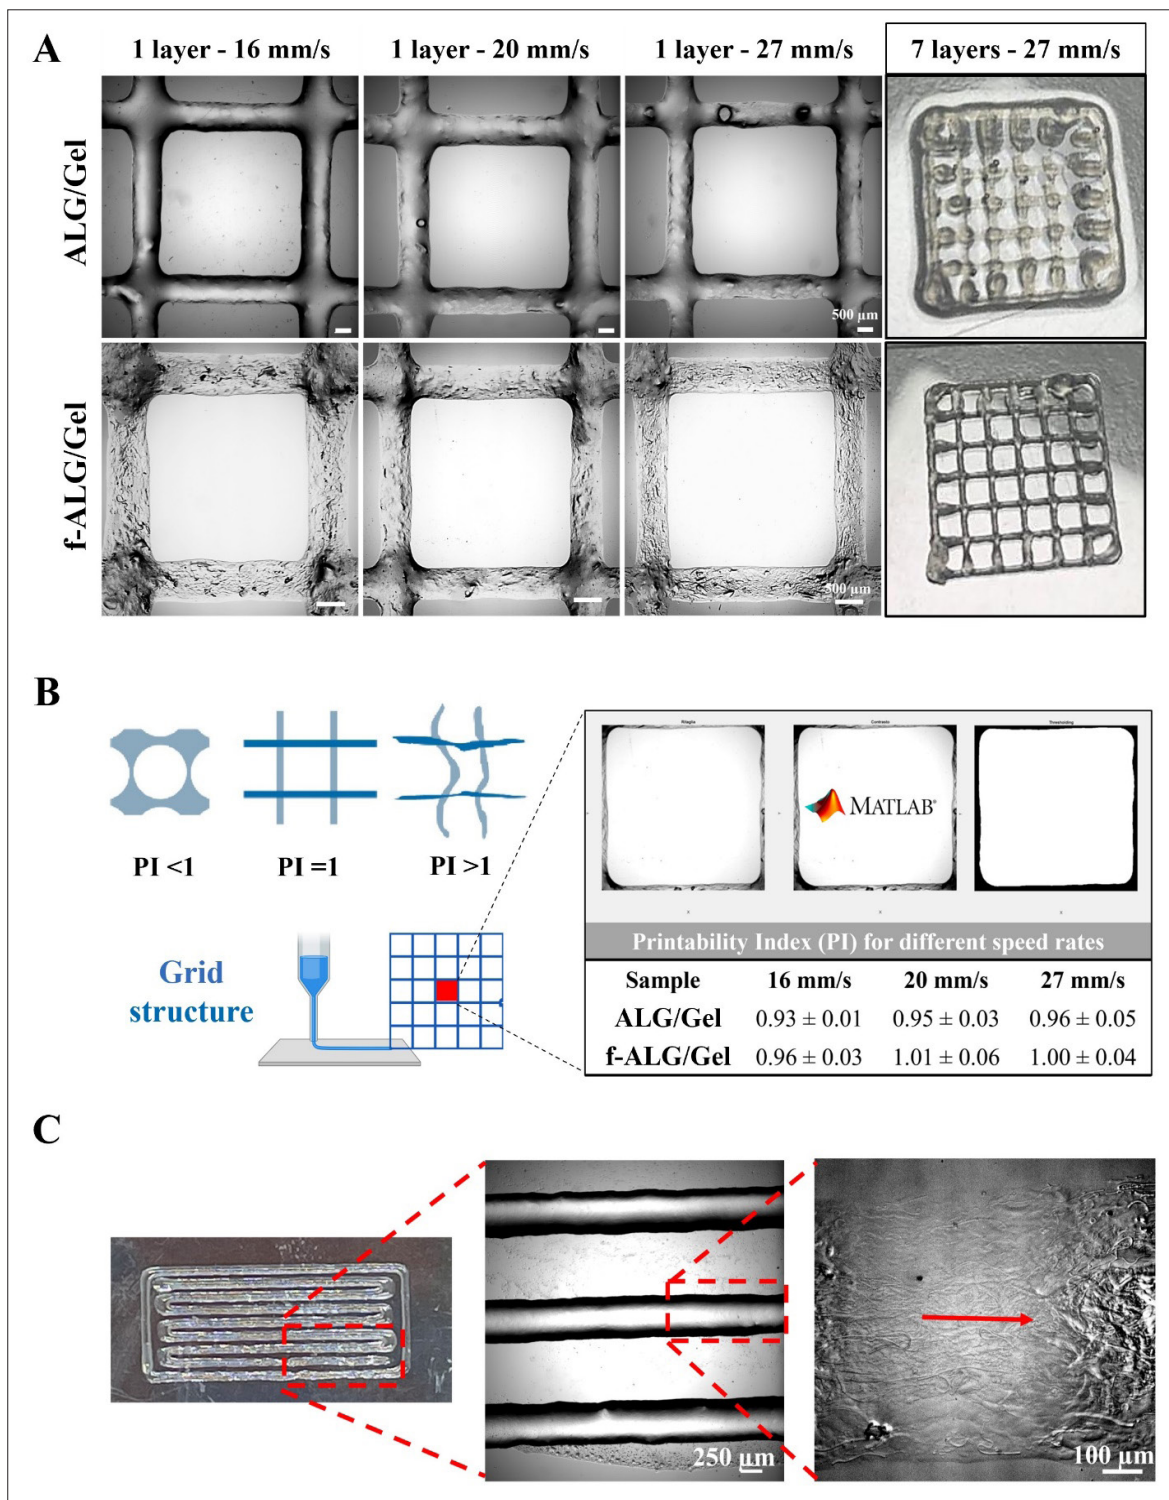 A
1 layer - 16 mm/s
1 layer - 20 mm/s
1 layer - 27 mm/s
7 layers - 27 mm/s
ALG/Gel
500 µm
f-ALG/Gel
500 µm
B
PI <1
PI =1
PI >1
Grid
structure
Ritaglio
Contrasto
Thresholding
MATLAB®
Printability Index (PI) for different speed rates
Sample 16 mm/s 20 mm/s 27 mm/s
ALG/Gel 0.93 ± 0.01 0.95 ± 0.03 0.96 ± 0.05
f-ALG/Gel 0.96 ± 0.03 1.01 ± 0.06 1.00 ± 0.04
C
250 µm
100 µm